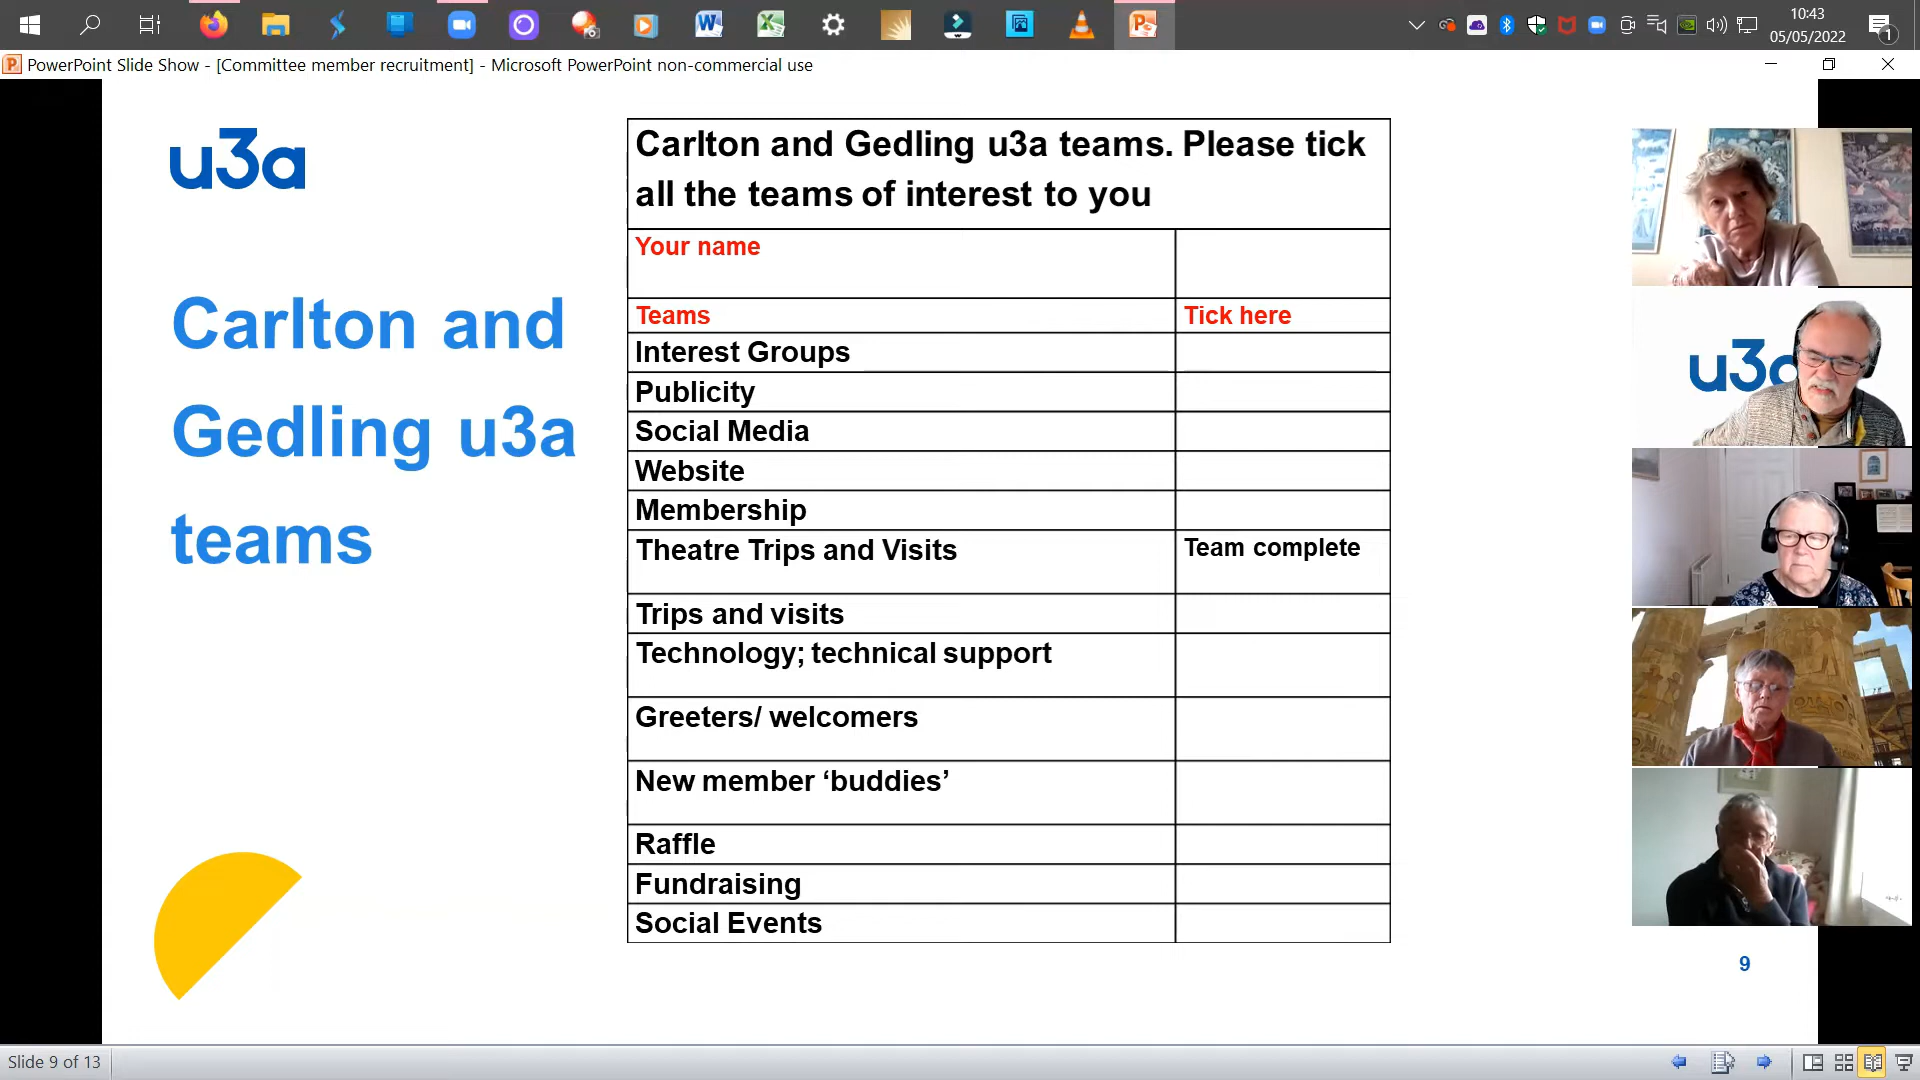 10:43
05/05/2022
1
PowerPoint Slide Show - [Committee member recruitment] - Microsoft PowerPoint non-commercial use
u3a
Carlton and
Gedling u3a
teams
Carlton and Gedling u3a teams. Please tick
all the teams of interest to you
Your name
Teams Tick here
Interest Groups
Publicity
Social Media
Website
Membership
Theatre Trips and Visits Team complete
Trips and visits
Technology; technical support
Greeters/ welcomers
New member ‘buddies’
Raffle
Fundraising
Social Events
u3a
9
Slide 9 of 13